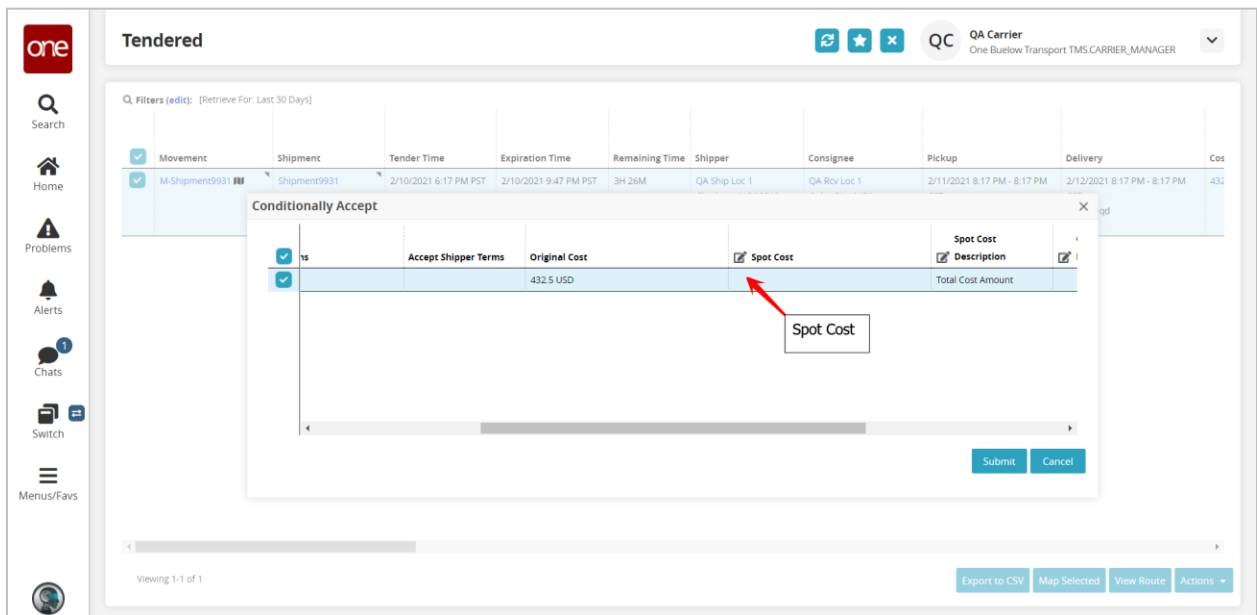 one
Tendered
QC
QA Carrier
One Buelow Transport TMS.CARRIER_MANAGER
Search
Home
Problems
Alerts
1
Chats
Switch
Menus/Favs
Filters (edit): [Retrieve For: Last 30 Days]
Movement Shipment Tender Time Expiration Time Remaining Time Shipper Consignee Pickup Delivery Cos
M-Shipment9931 Shipment9931 2/10/2021 6:17 PM PST 2/10/2021 9:47 PM PST 3H 26M QA Ship Loc 1 QA Rcv Loc 1 2/11/2021 8:17 PM - 8:17 PM 2/12/2021 8:17 PM - 8:17 PM 432
qd
Conditionally Accept
ns Accept Shipper Terms Original Cost Spot Cost Spot Cost Description
432.5 USD Total Cost Amount
Spot Cost
Submit Cancel
Viewing 1-1 of 1
Export to CSV Map Selected View Route Actions